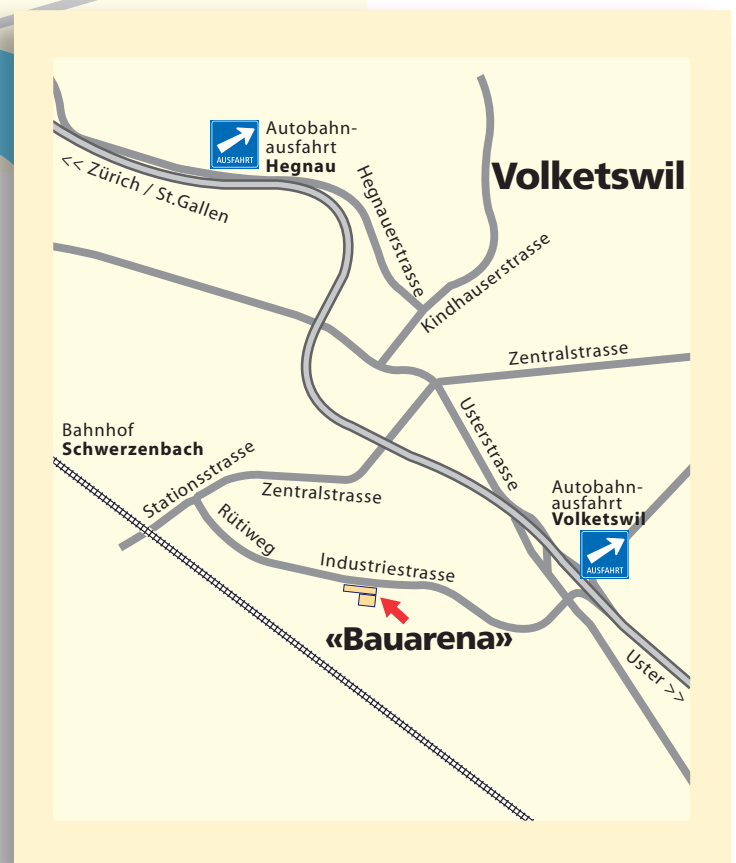 AUSFAHRT
Autobahn-
ausfahrt
Hegnau
<< Zürich / St.Gallen
Hegnauerstrasse
Volketswil
Kindhauserstrasse
Zentralstrasse
Usterstrasse
Bahnhof
Schwerzenbach
Stationsstrasse
Zentralstrasse
Rütiweg
Industriestrasse
Autobahn-
ausfahrt
Volketswil
AUSFAHRT
«Bauarena»
Uster >>